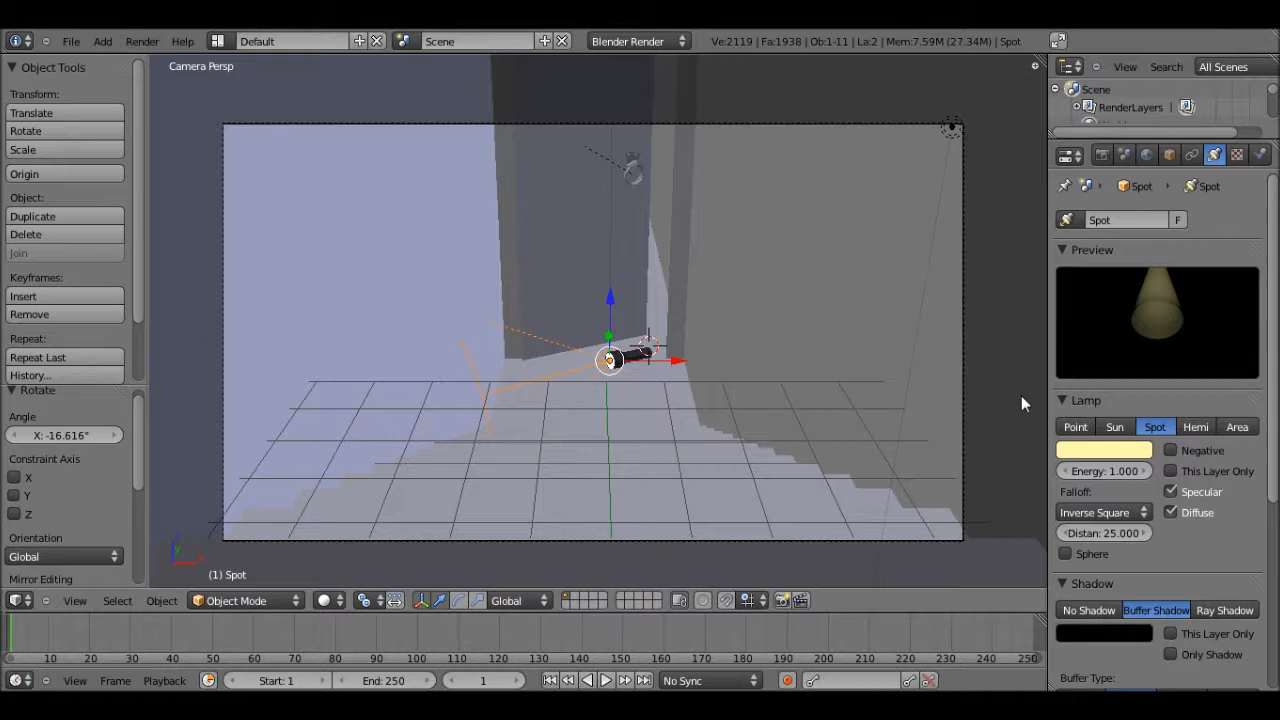 File Add Render Help Default Scene Blender Render Ve:2119 | Fa:1938 | Ob:1-11 | La:2 | Mem:7.59M (27.34M) | Spot
View Search All Scenes
Object Tools
Camera Persp
Scene
RenderLayers
Transform:
Translate
Rotate
Scale
Origin
Spot Spot
Object:
Duplicate
Spot F
Delete
Join
Preview
Keyframes:
Insert
Remove
Repeat:
Repeat Last
History...
Rotate
Lamp
Angle
Point Sun Spot Hemi Area
X: -16.616°
Negative
Constraint Axis
Energy: 1.000 This Layer Only
X
Falloff: Specular
Y
Inverse Square Diffuse
Z
Distan: 25.000
Orientation
Sphere
Global
Mirror Editing
(1) Spot
Shadow
View Select Object Object Mode Global
No Shadow Buffer Shadow Ray Shadow
This Layer Only
Only Shadow
10 20 30 40 50 60 70 80 90 100 110 120 130 140 150 160 170 180 190 200 210 220 230 240 250
View Frame Playback Start: 1 End: 250 1 No Sync
Buffer Type: